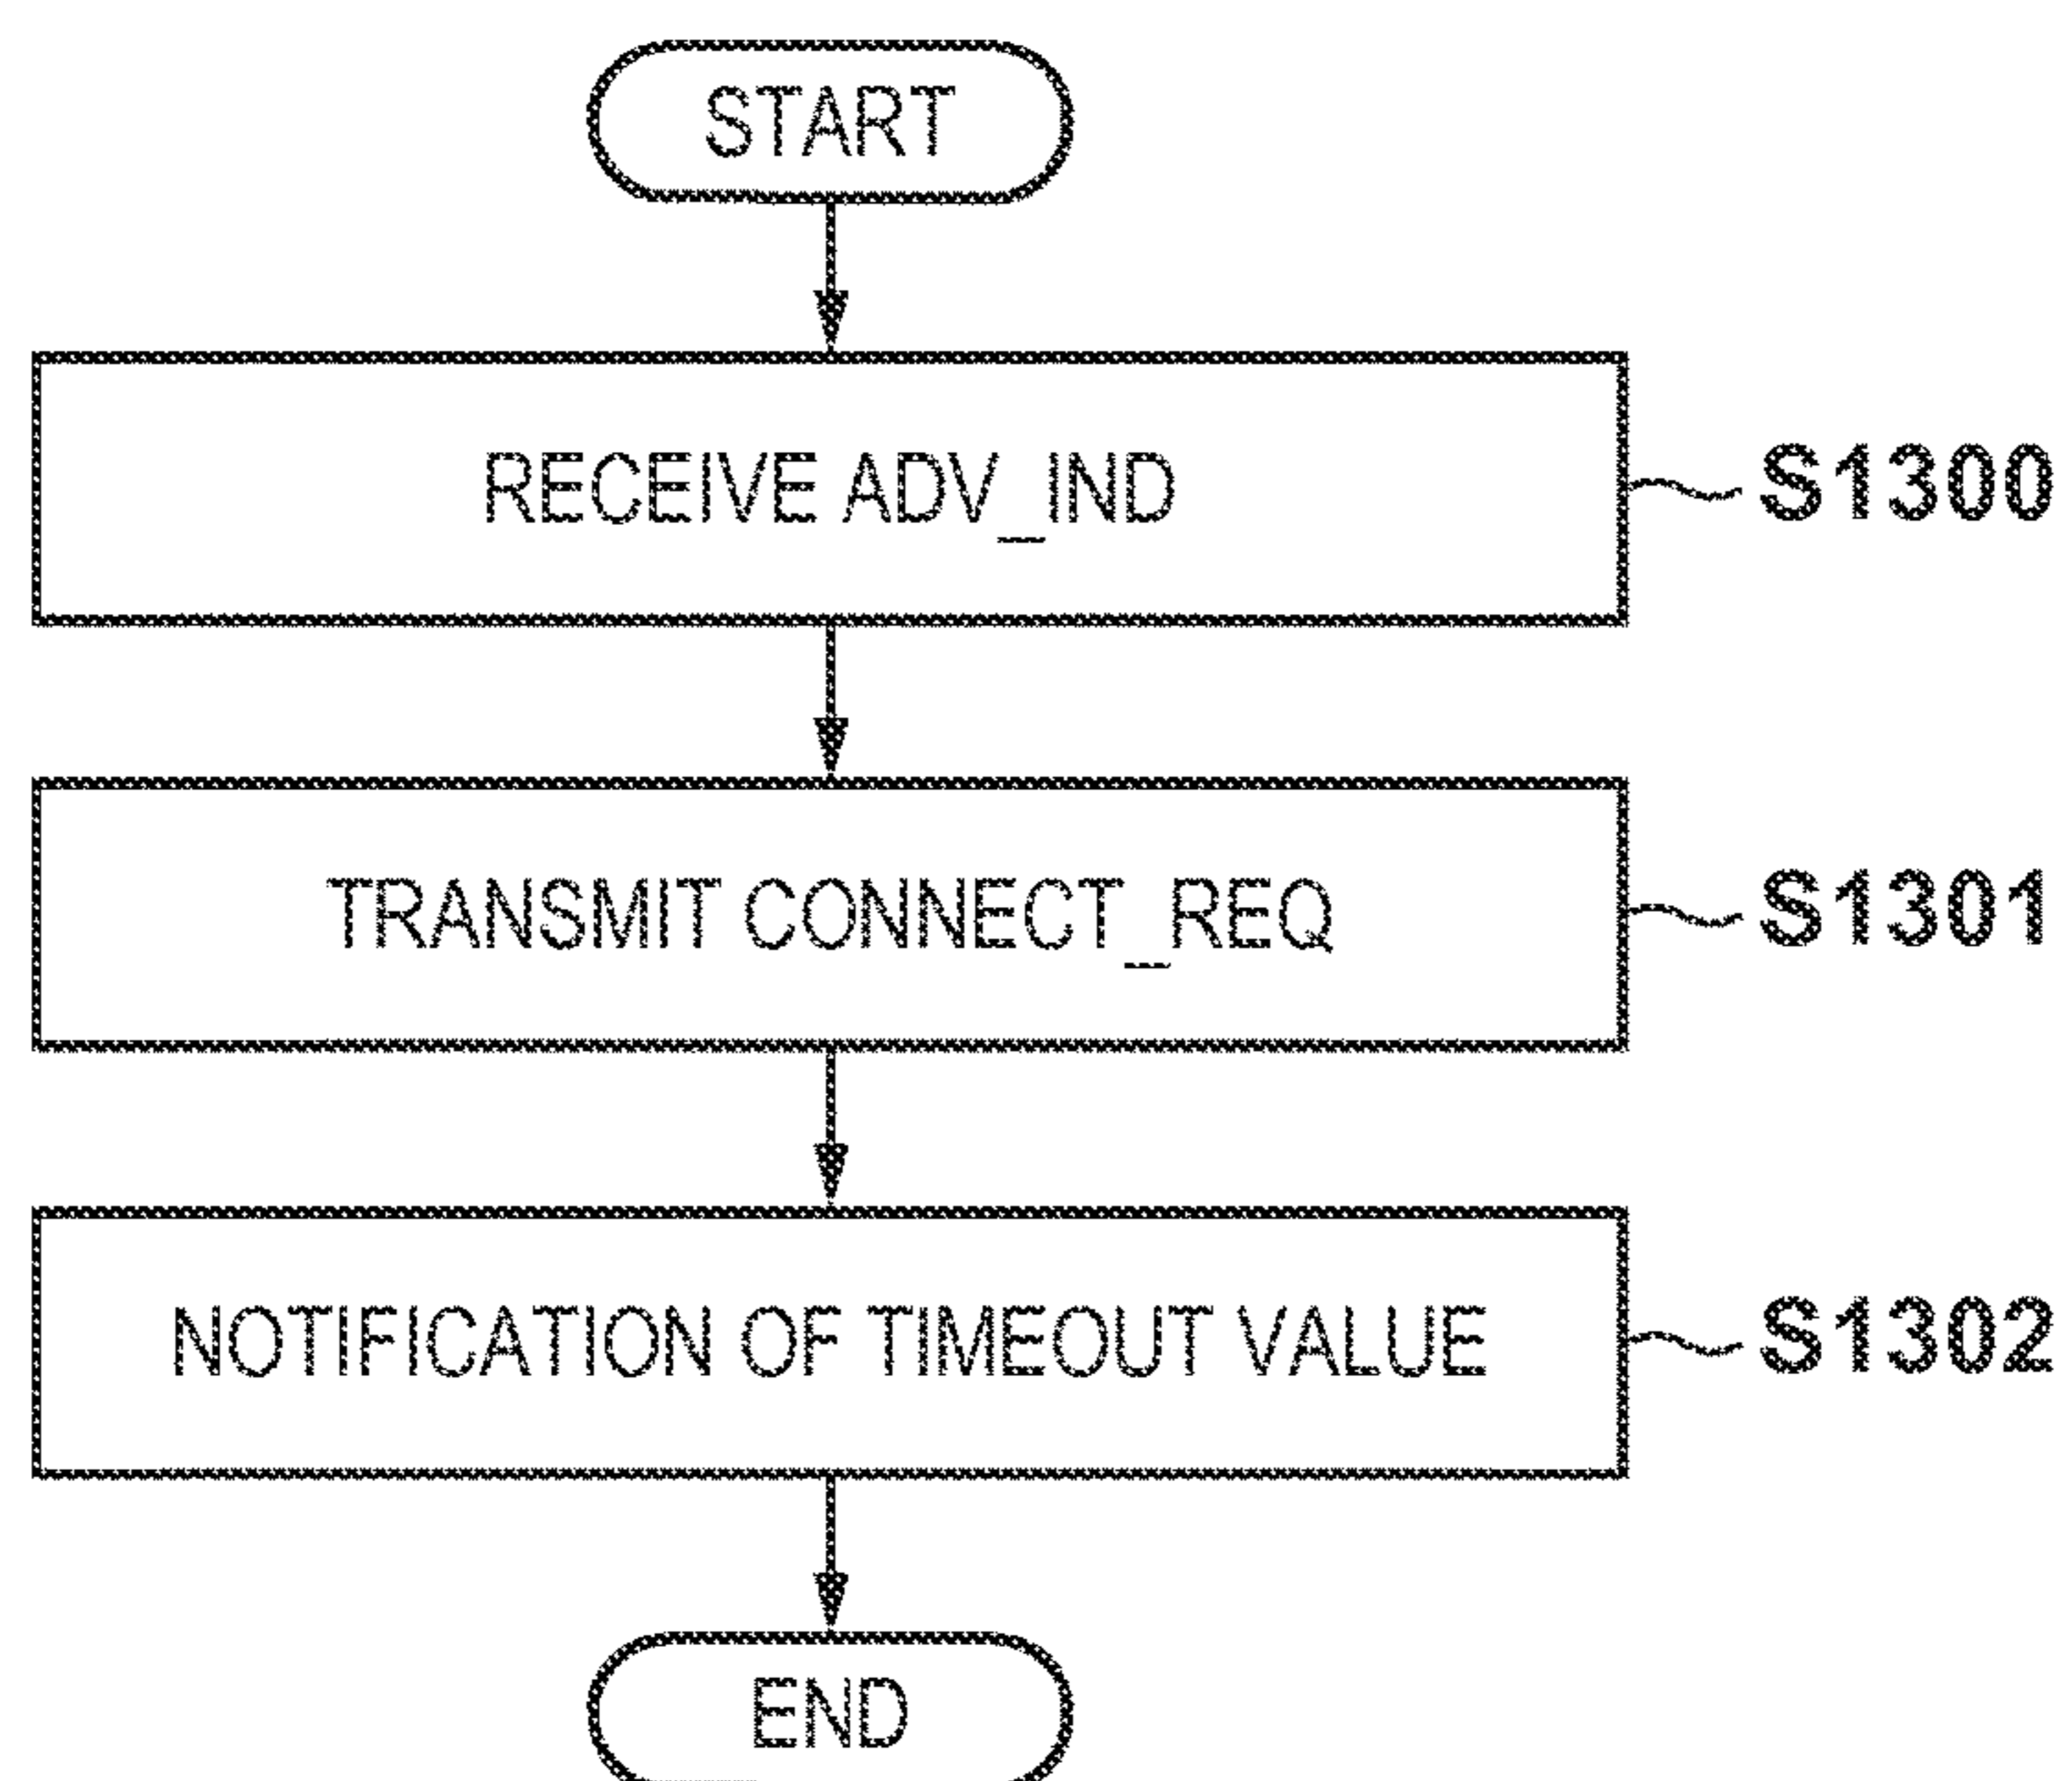 START
RECEIVE ADV_IND
S1300
TRANSMIT CONNECT_REQ
S1301
NOTIFICATION OF TIMEOUT VALUE
S1302
END